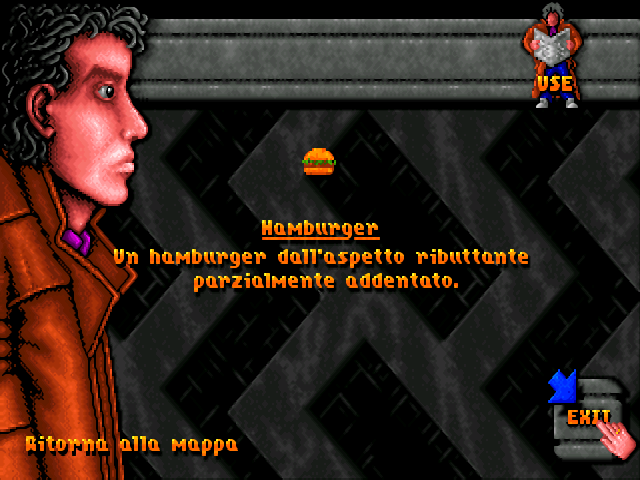 USE
Hamburger
Un hamburger dall'aspetto ributtante
parzialmente addentato.
EXIT
Ritorna alla mappa